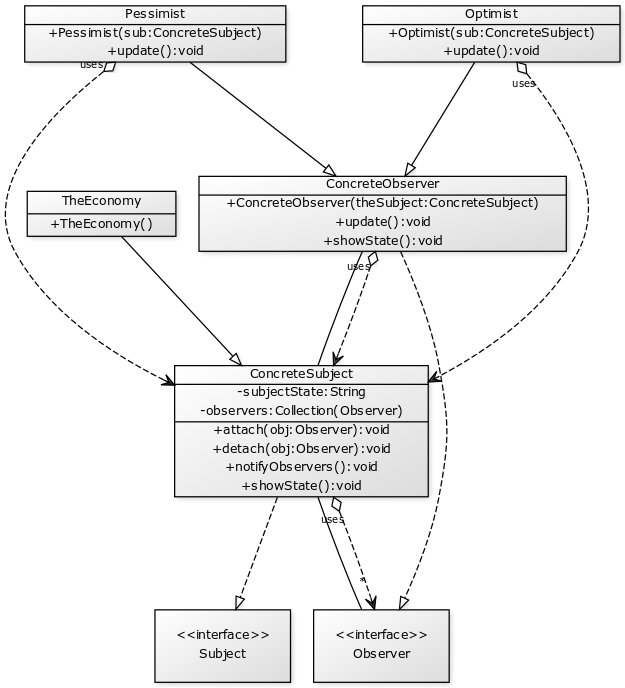 Pessimist
+Pessimist(sub:ConcreteSubject)
+update():void
Optimist
+Optimist(sub:ConcreteSubject)
+update():void
uses
uses
TheEconomy
+TheEconomy()
ConcreteObserver
+ConcreteObserver(theSubject:ConcreteSubject)
+update():void
+showState():void
uses
ConcreteSubject
-subjectState:String
-observers:Collection(Observer)
+attach(obj:Observer):void
+detach(obj:Observer):void
+notifyObservers():void
+showState():void
uses
*
<<interface>>
Subject
<<interface>>
Observer